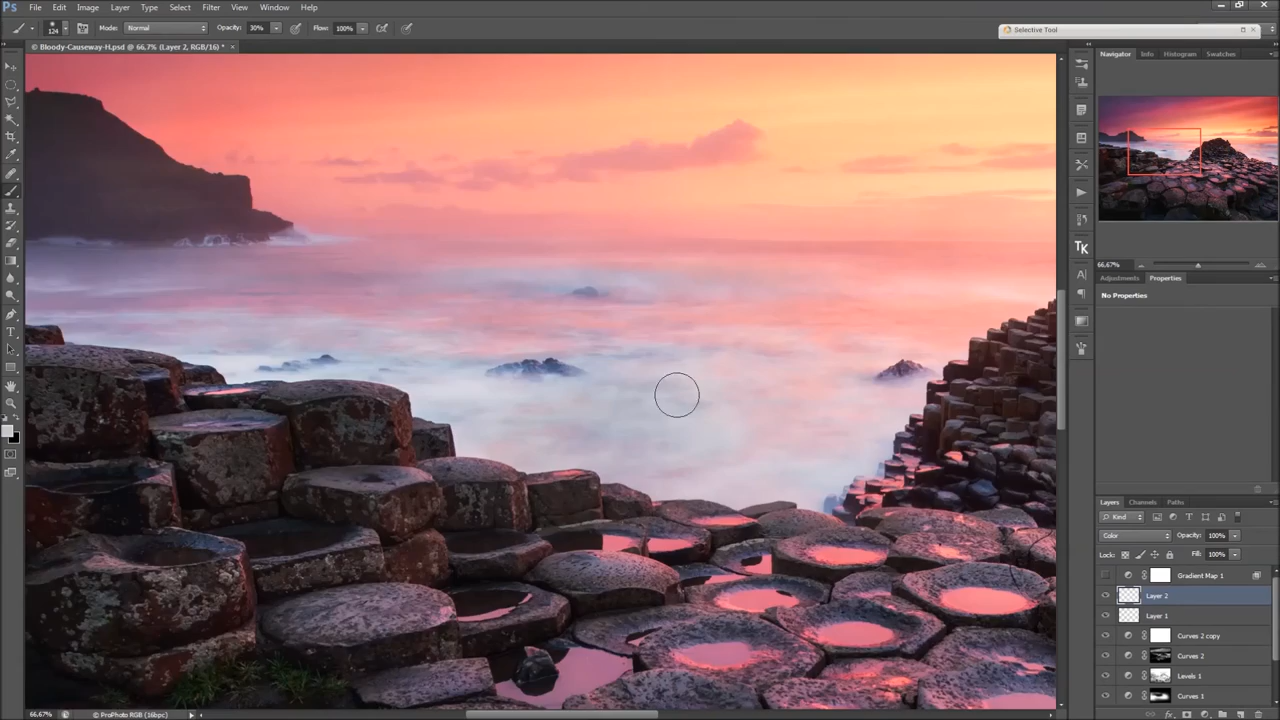 Ps File Edit Image Layer Type Select Filter View Window Help
124 Mode: Normal Opacity: 30% Flow: 100%
Selective Tool
© Bloody-Causeway-H.psd @ 66,7% (Layer 2, RGB/16) * ×
Navigator Info Histogram Swatches
66,67%
Adjustments Properties
No Properties
TK
A
T
Layers Channels Paths
Kind
Color Opacity: 100%
Lock: Fill: 100%
Gradient Map 1
Layer 2
Layer 1
Curves 2 copy
Curves 2
Levels 1
Curves 1
fx
66,67% © ProPhoto RGB (16bpc)